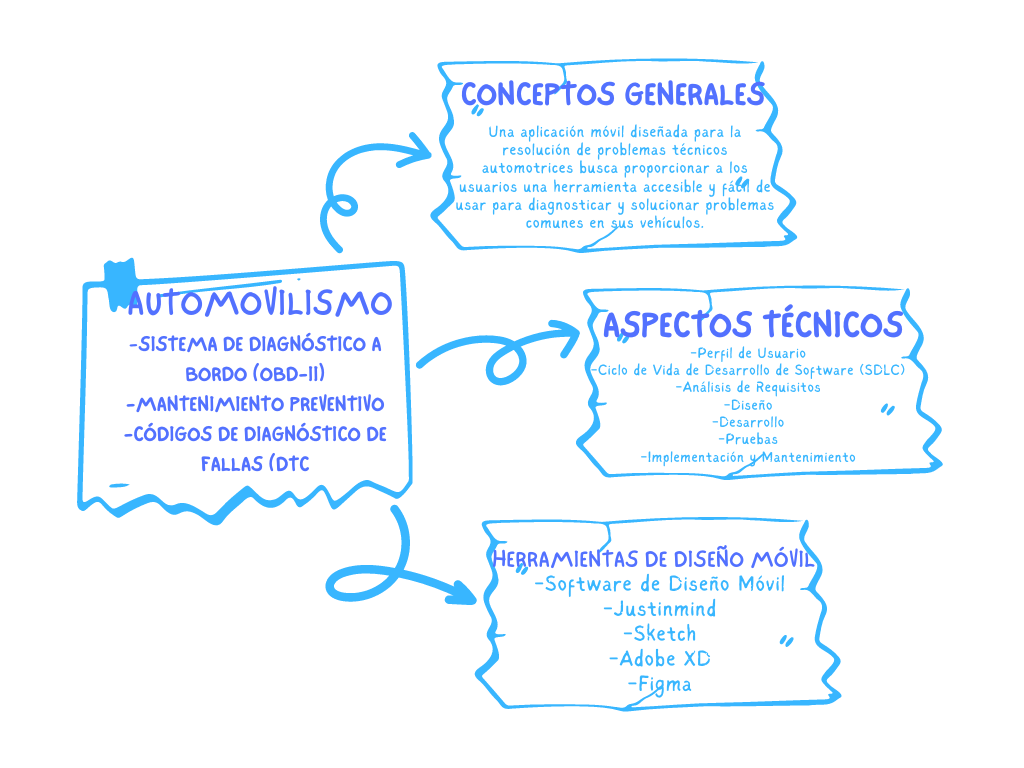 CONCEPTOS GENERALES
Una aplicación móvil diseñada para la
resolución de problemas técnicos
automotrices busca proporcionar a los
usuarios una herramienta accesible y fácil de
usar para diagnosticar y solucionar problemas
comunes en sus vehículos.
AUTOMOVILISMO
-SISTEMA DE DIAGNÓSTICO A
BORDO (OBD-II)
-MANTENIMIENTO PREVENTIVO
-CÓDIGOS DE DIAGNÓSTICO DE
FALLAS (DTC
ASPECTOS TÉCNICOS
-Perfil de Usuario
-Ciclo de Vida de Desarrollo de Software (SDLC)
-Análisis de Requisitos
-Diseño
-Desarrollo
-Pruebas
-Implementación y Mantenimiento
HERRAMIENTAS DE DISEÑO MÓVIL
-Software de Diseño Móvil
-Justinmind
-Sketch
-Adobe XD
-Figma